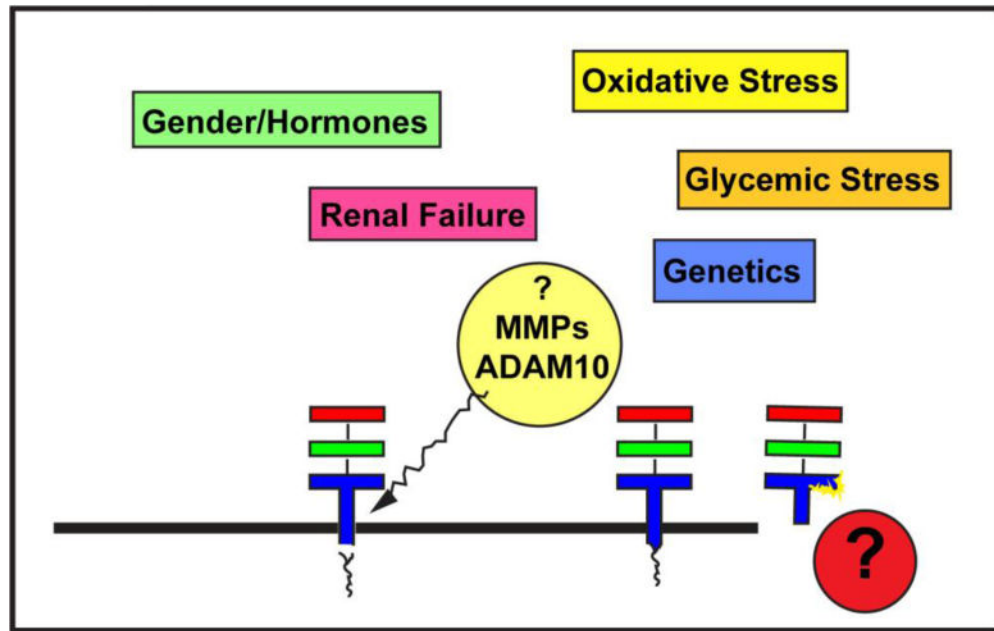 Oxidative Stress
Gender/Hormones
Glycemic Stress
Renal Failure
Genetics
?
MMPs
ADAM10
?